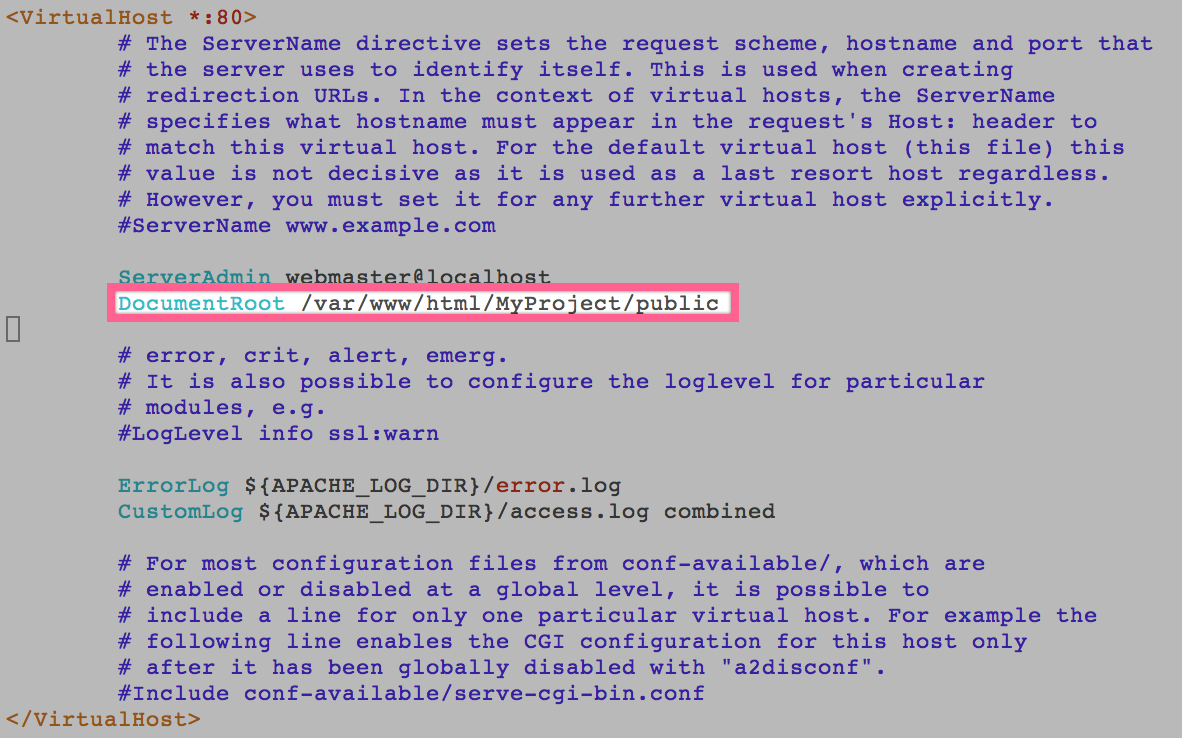 <VirtualHost *:80>
# The ServerName directive sets the request scheme, hostname and port that
# the server uses to identify itself. This is used when creating
# redirection URLs. In the context of virtual hosts, the ServerName
# specifies what hostname must appear in the request's Host: header to
# match this virtual host. For the default virtual host (this file) this
# value is not decisive as it is used as a last resort host regardless.
# However, you must set it for any further virtual host explicitly.
#ServerName www.example.com
ServerAdmin webmaster@localhost
DocumentRoot /var/www/html/MyProject/public
# error, crit, alert, emerg.
# It is also possible to configure the loglevel for particular
# modules, e.g.
#LogLevel info ssl:warn
ErrorLog ${APACHE_LOG_DIR}/error.log
CustomLog ${APACHE_LOG_DIR}/access.log combined
# For most configuration files from conf-available/, which are
# enabled or disabled at a global level, it is possible to
# include a line for only one particular virtual host. For example the
# following line enables the CGI configuration for this host only
# after it has been globally disabled with "a2disconf".
#Include conf-available/serve-cgi-bin.conf
</VirtualHost>